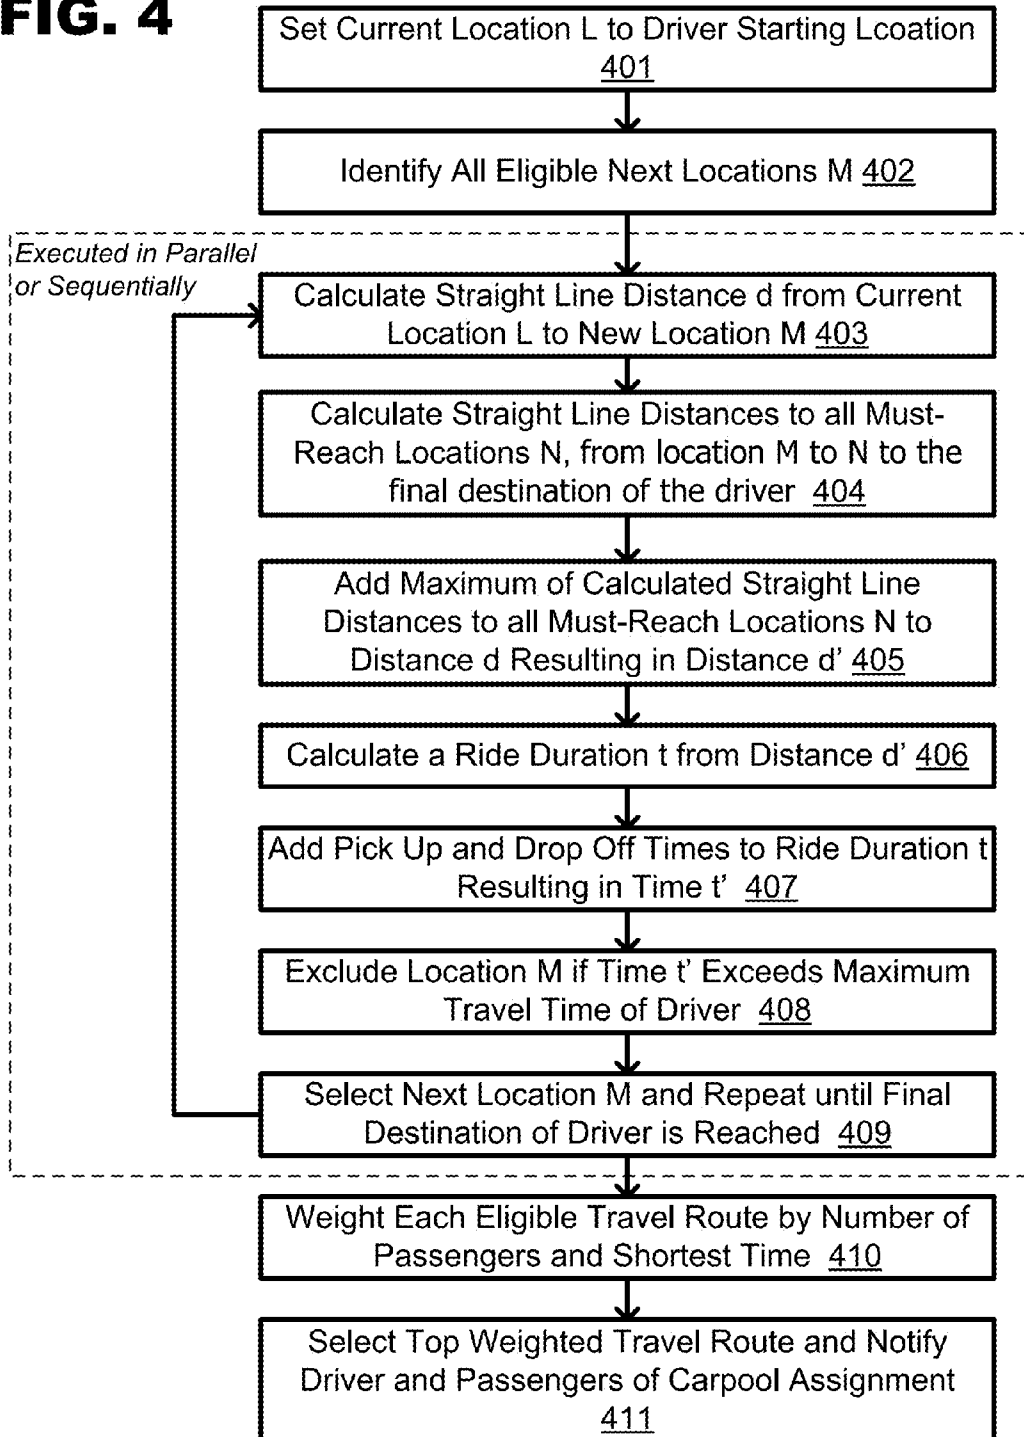 FIG. 4
Set Current Location L to Driver Starting Lcoation
401
Identify All Eligible Next Locations M 402
Executed in Parallel
or Sequentially
Calculate Straight Line Distance d from Current
Location L to New Location M 403
Calculate Straight Line Distances to all Must-
Reach Locations N, from location M to N to the
final destination of the driver 404
Add Maximum of Calculated Straight Line
Distances to all Must-Reach Locations N to
Distance d Resulting in Distance d’ 405
Calculate a Ride Duration t from Distance d’ 406
Add Pick Up and Drop Off Times to Ride Duration t
Resulting in Time t’ 407
Exclude Location M if Time t’ Exceeds Maximum
Travel Time of Driver 408
Select Next Location M and Repeat until Final
Destination of Driver is Reached 409
Weight Each Eligible Travel Route by Number of
Passengers and Shortest Time 410
Select Top Weighted Travel Route and Notify
Driver and Passengers of Carpool Assignment
411